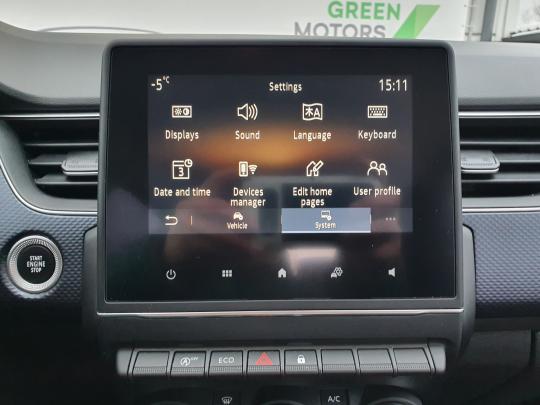 GREEN
MOTORS
-5°C Settings 15:11
Displays Sound Language Keyboard
Date and time Devices manager Edit home pages User profile
Vehicle System
START ENGINE STOP
ECO
A/C